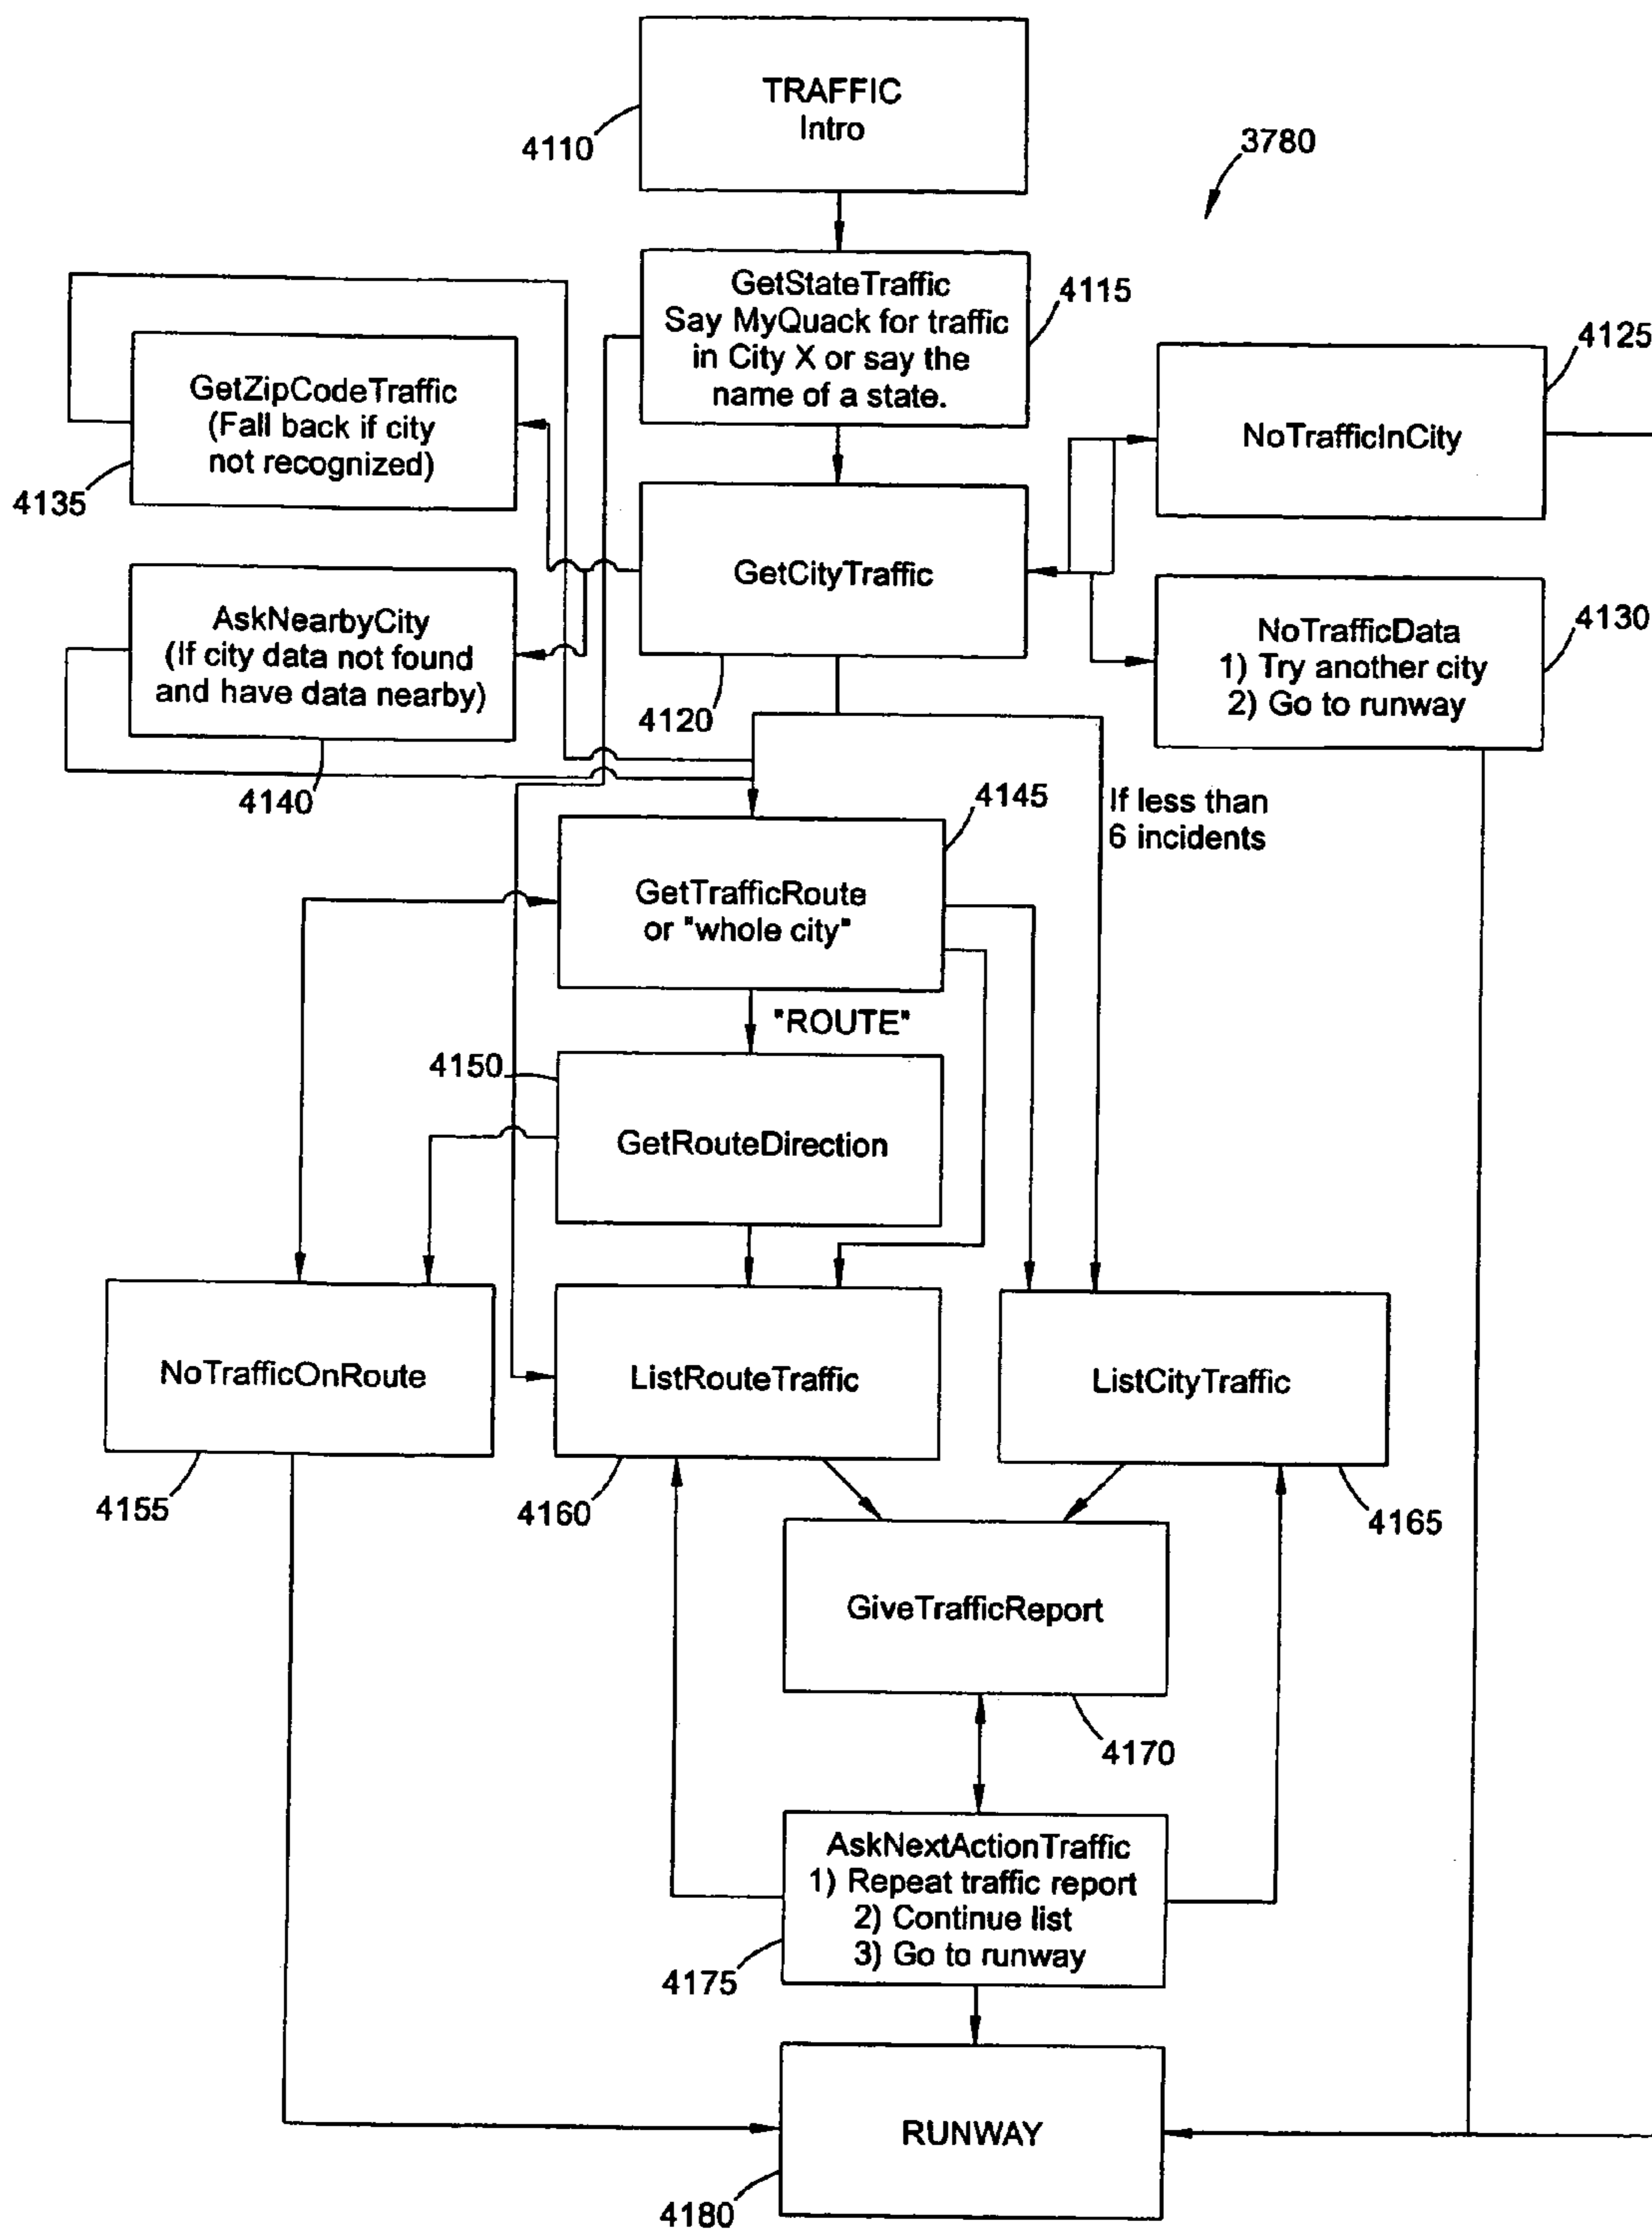 TRAFFIC
Intro
4110
3780
GetStateTraffic
Say MyQuack for traffic
in City X or say the
name of a state.
4115
4125
GetZipCodeTraffic
(Fall back if city
not recognized)
4135
NoTrafficInCity
GetCityTraffic
4120
AskNearbyCity
(If city data not found
and have data nearby)
4140
NoTrafficData
1) Try another city
2) Go to runway
4130
4145
If less than
6 incidents
GetTrafficRoute
or "whole city"
"ROUTE"
4150
GetRouteDirection
NoTrafficOnRoute
4155
ListRouteTraffic
4160
ListCityTraffic
4165
GiveTrafficReport
4170
AskNextActionTraffic
1) Repeat traffic report
2) Continue list
3) Go to runway
4175
RUNWAY
4180